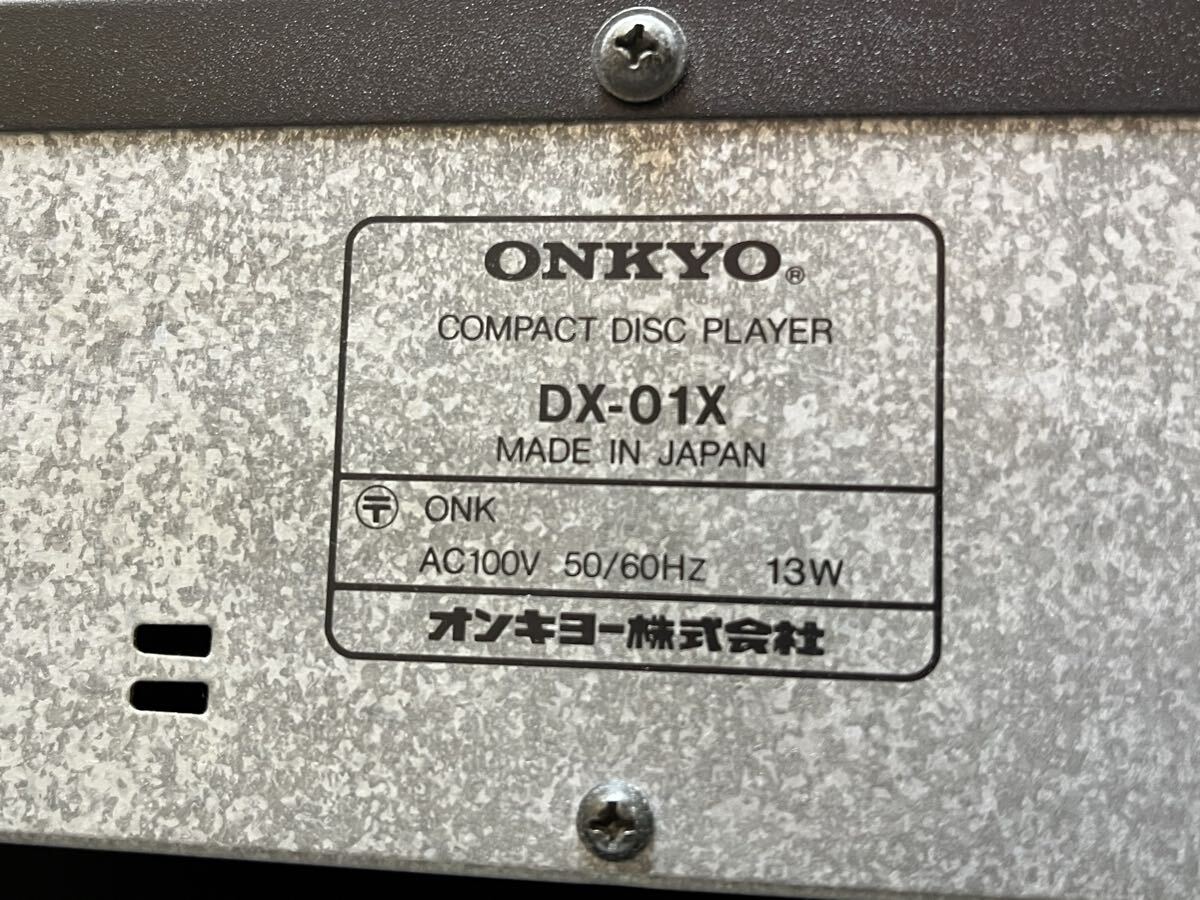 ONKYO®
COMPACT DISC PLAYER
DX-01X
MADE IN JAPAN
〒 ONK
AC100V 50/60Hz 13W
オンキヨー株式会社